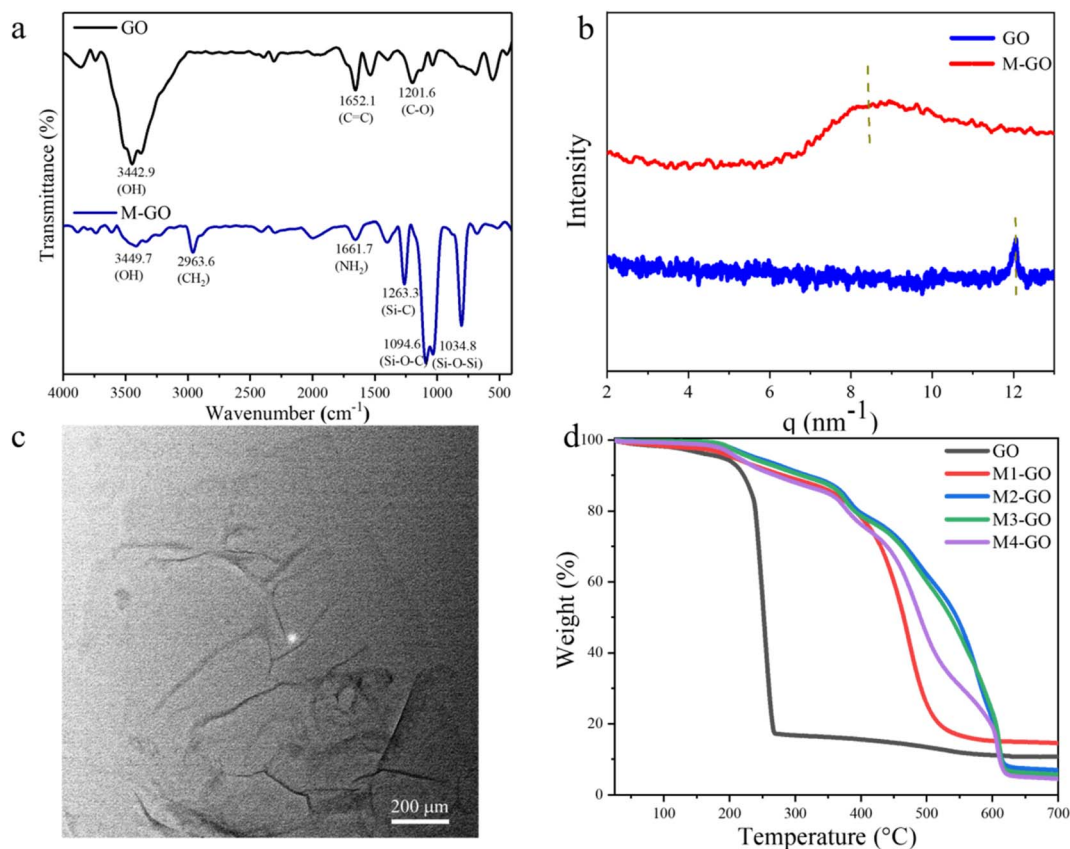 a
GO
1652.1
(C=C)
1201.6
(C-O)
3442.9
(OH)
M-GO
3449.7
(OH)
2963.6
(CH₂)
1661.7
(NH₂)
1263.3
(Si-C)
1094.6
(Si-O-C)
1034.8
(Si-O-Si)
Transmittance (%)
4000 3500 3000 2500 2000 1500 1000 500
Wavenumber (cm⁻¹)
b
GO
M-GO
Intensity
2 4 6 8 10 12
q (nm⁻¹)
c
200 μm
d
GO
M1-GO
M2-GO
M3-GO
M4-GO
Weight (%)
100
80
60
40
20
0
100 200 300 400 500 600 700
Temperature (°C)